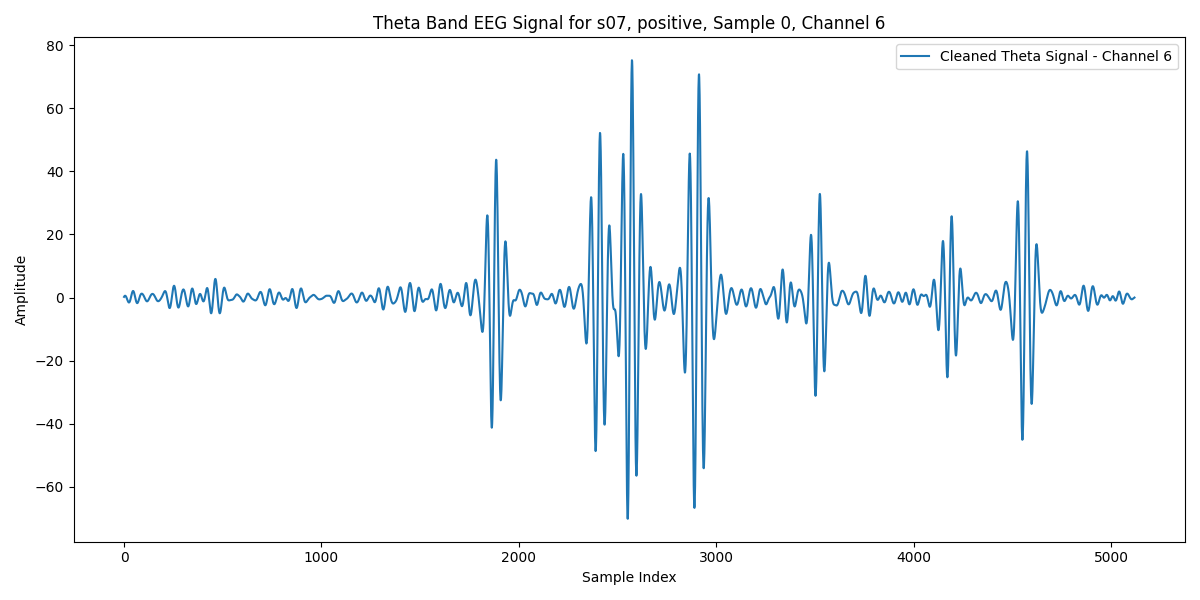 Theta Band EEG Signal for s07, positive, Sample 0, Channel 6
Cleaned Theta Signal - Channel 6
Amplitude
80
60
40
20
0
−20
−40
−60
0 1000 2000 3000 4000 5000
Sample Index